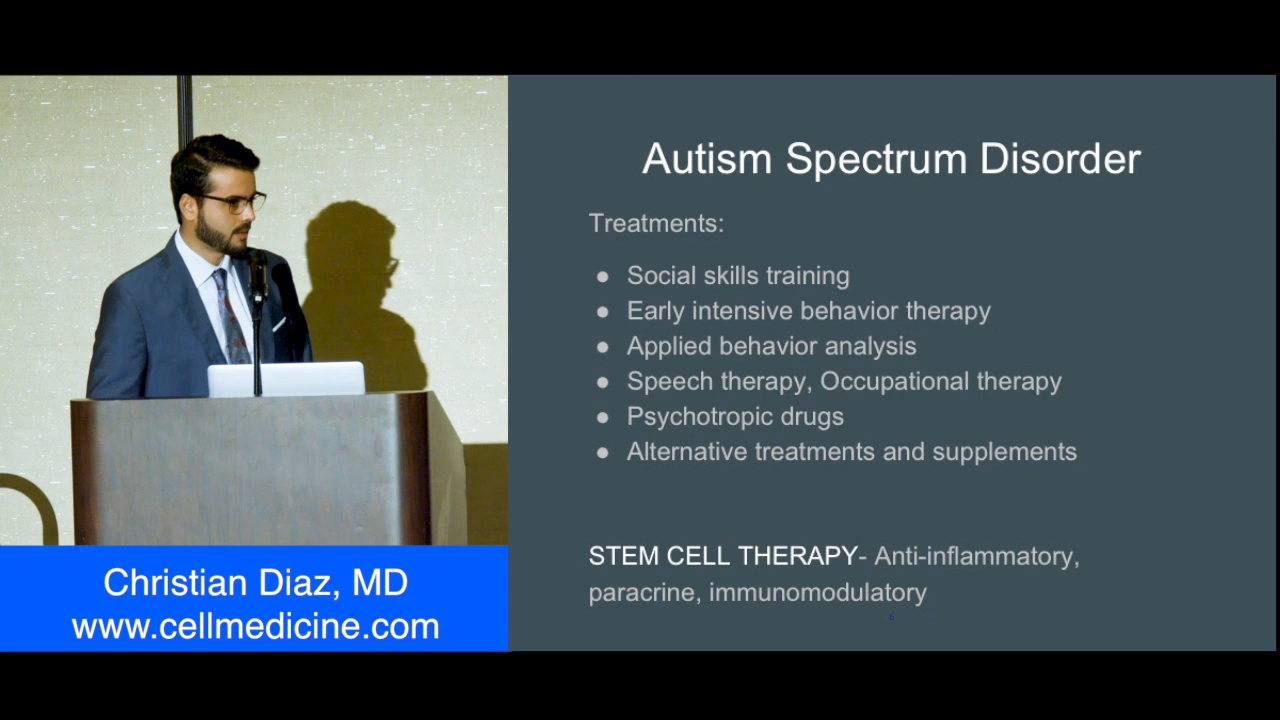 Autism Spectrum Disorder
Treatments:
● Social skills training
● Early intensive behavior therapy
● Applied behavior analysis
● Speech therapy, Occupational therapy
● Psychotropic drugs
● Alternative treatments and supplements
STEM CELL THERAPY- Anti-inflammatory,
paracrine, immunomodulatory
6
Christian Diaz, MD
www.cellmedicine.com